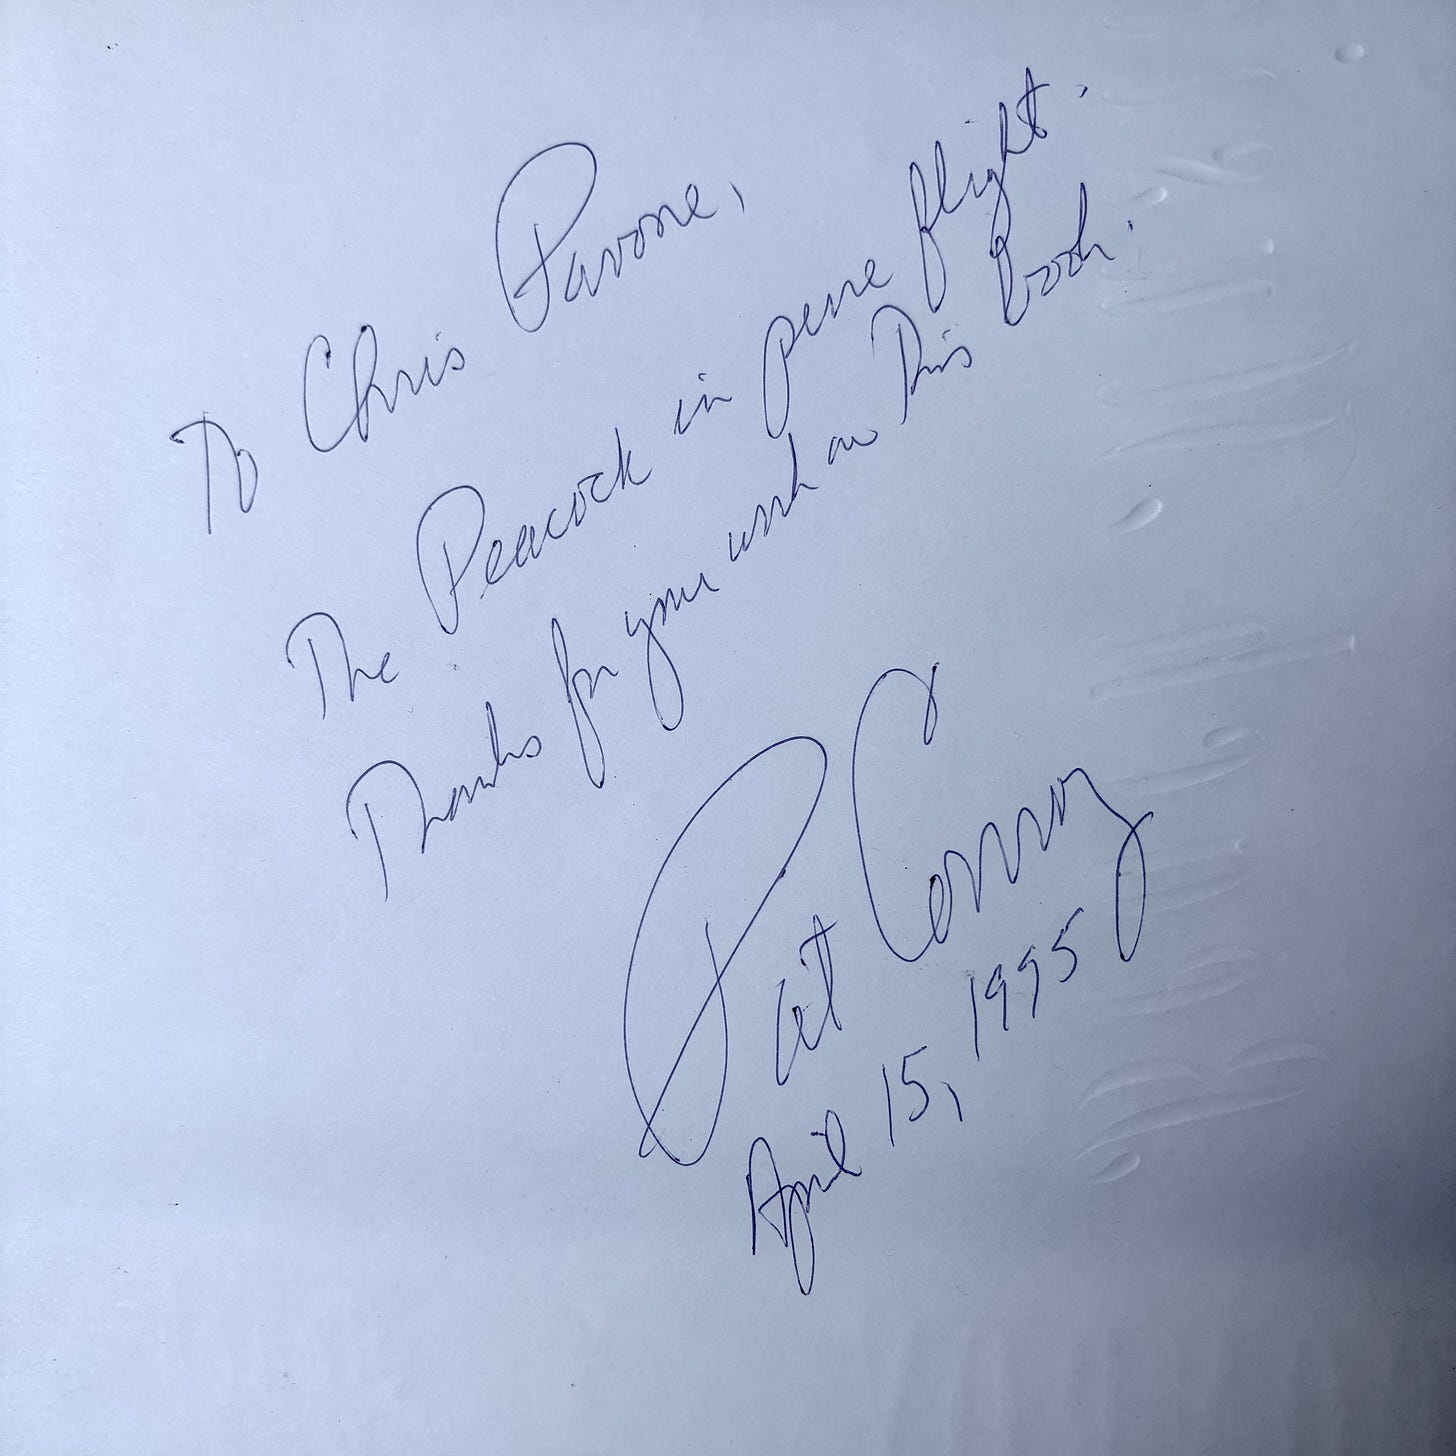 To Chris Pavone,
The Peacock in pure flight.
Thanks for your work on this book.
Pat Conroy
April 15, 1995